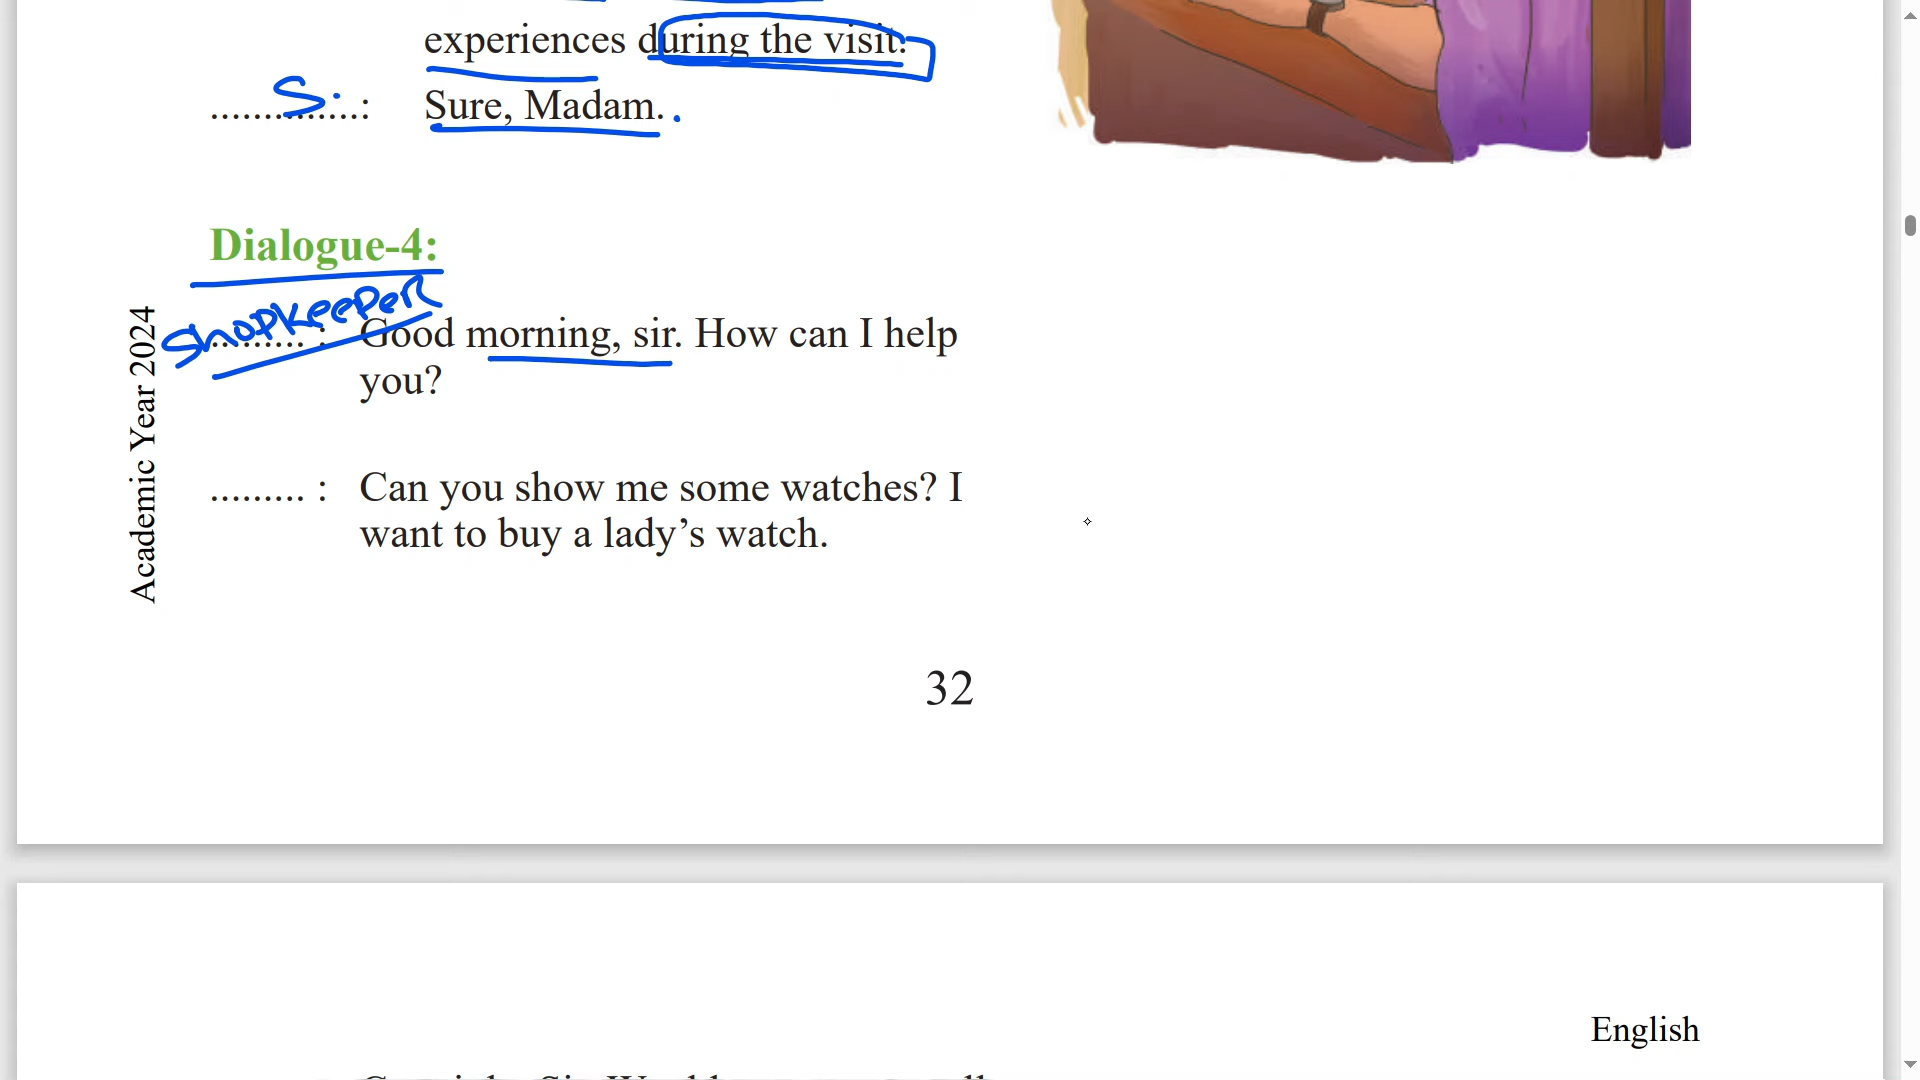 experiences during the visit.
S. ..............: Sure, Madam.
Dialogue-4:
Shopkeeper
......... : Good morning, sir. How can I help
you?
......... : Can you show me some watches? I
want to buy a lady’s watch.
Academic Year 2024
32
English